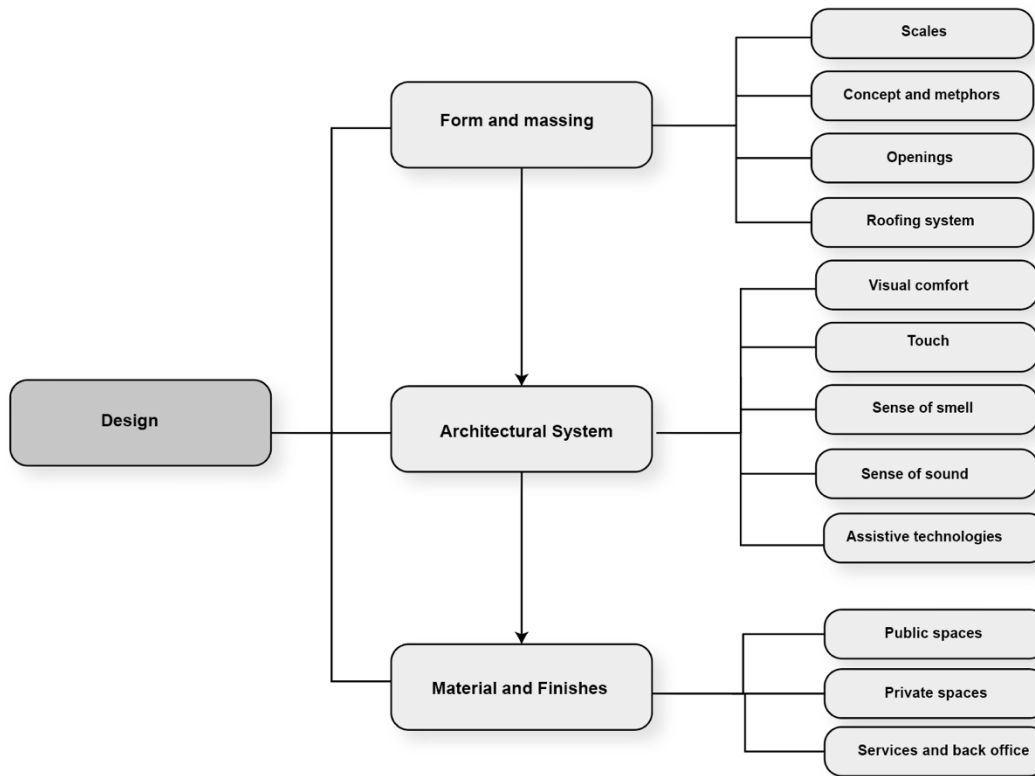 Design
Form and massing
Scales
Concept and metphors
Openings
Roofing system
Architectural System
Visual comfort
Touch
Sense of smell
Sense of sound
Assistive technologies
Material and Finishes
Public spaces
Private spaces
Services and back office